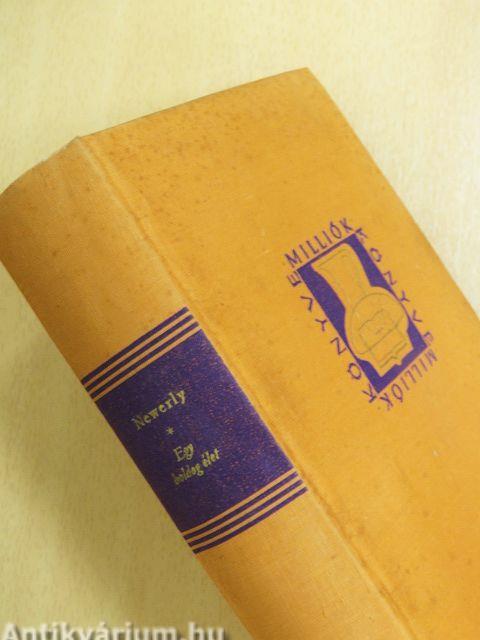 Newerly
*
Egy
boldog élet
MILLIÓK
KÖNYVE
MILLIÓK
KÖNYVE
Antikvárium.hu